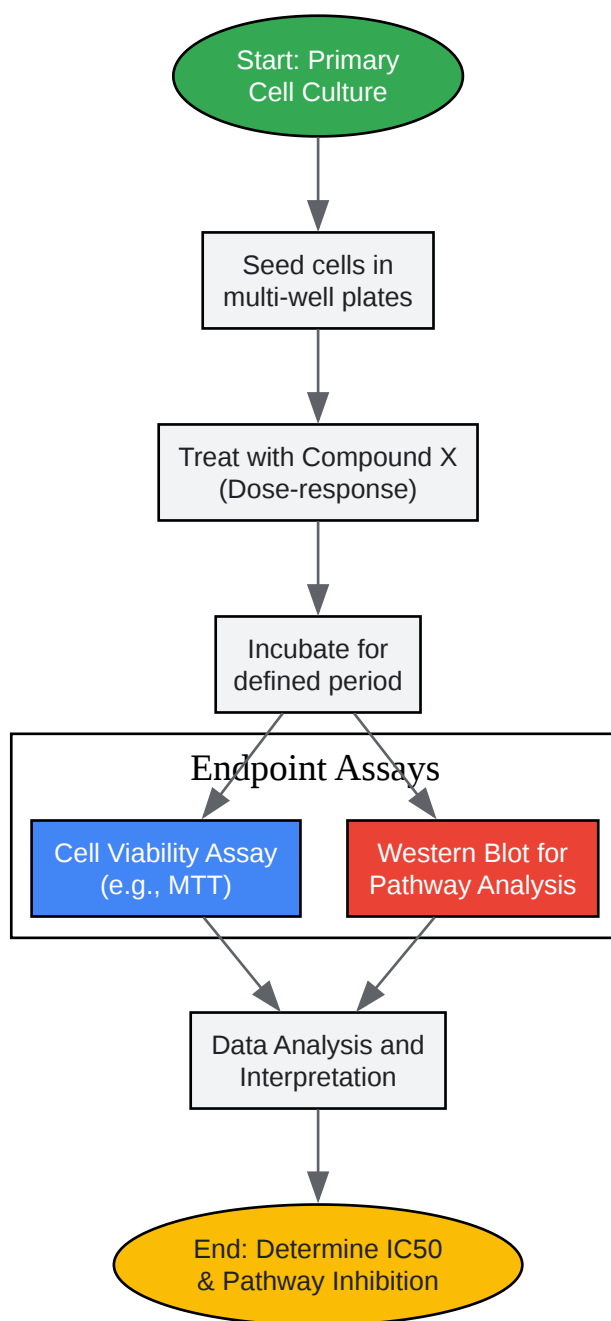 Start: Primary
Cell Culture
Seed cells in
multi-well plates
Treat with Compound X
(Dose-response)
Incubate for
defined period
Endpoint Assays
Cell Viability Assay
(e.g., MTT)
Western Blot for
Pathway Analysis
Data Analysis and
Interpretation
End: Determine IC50
& Pathway Inhibition